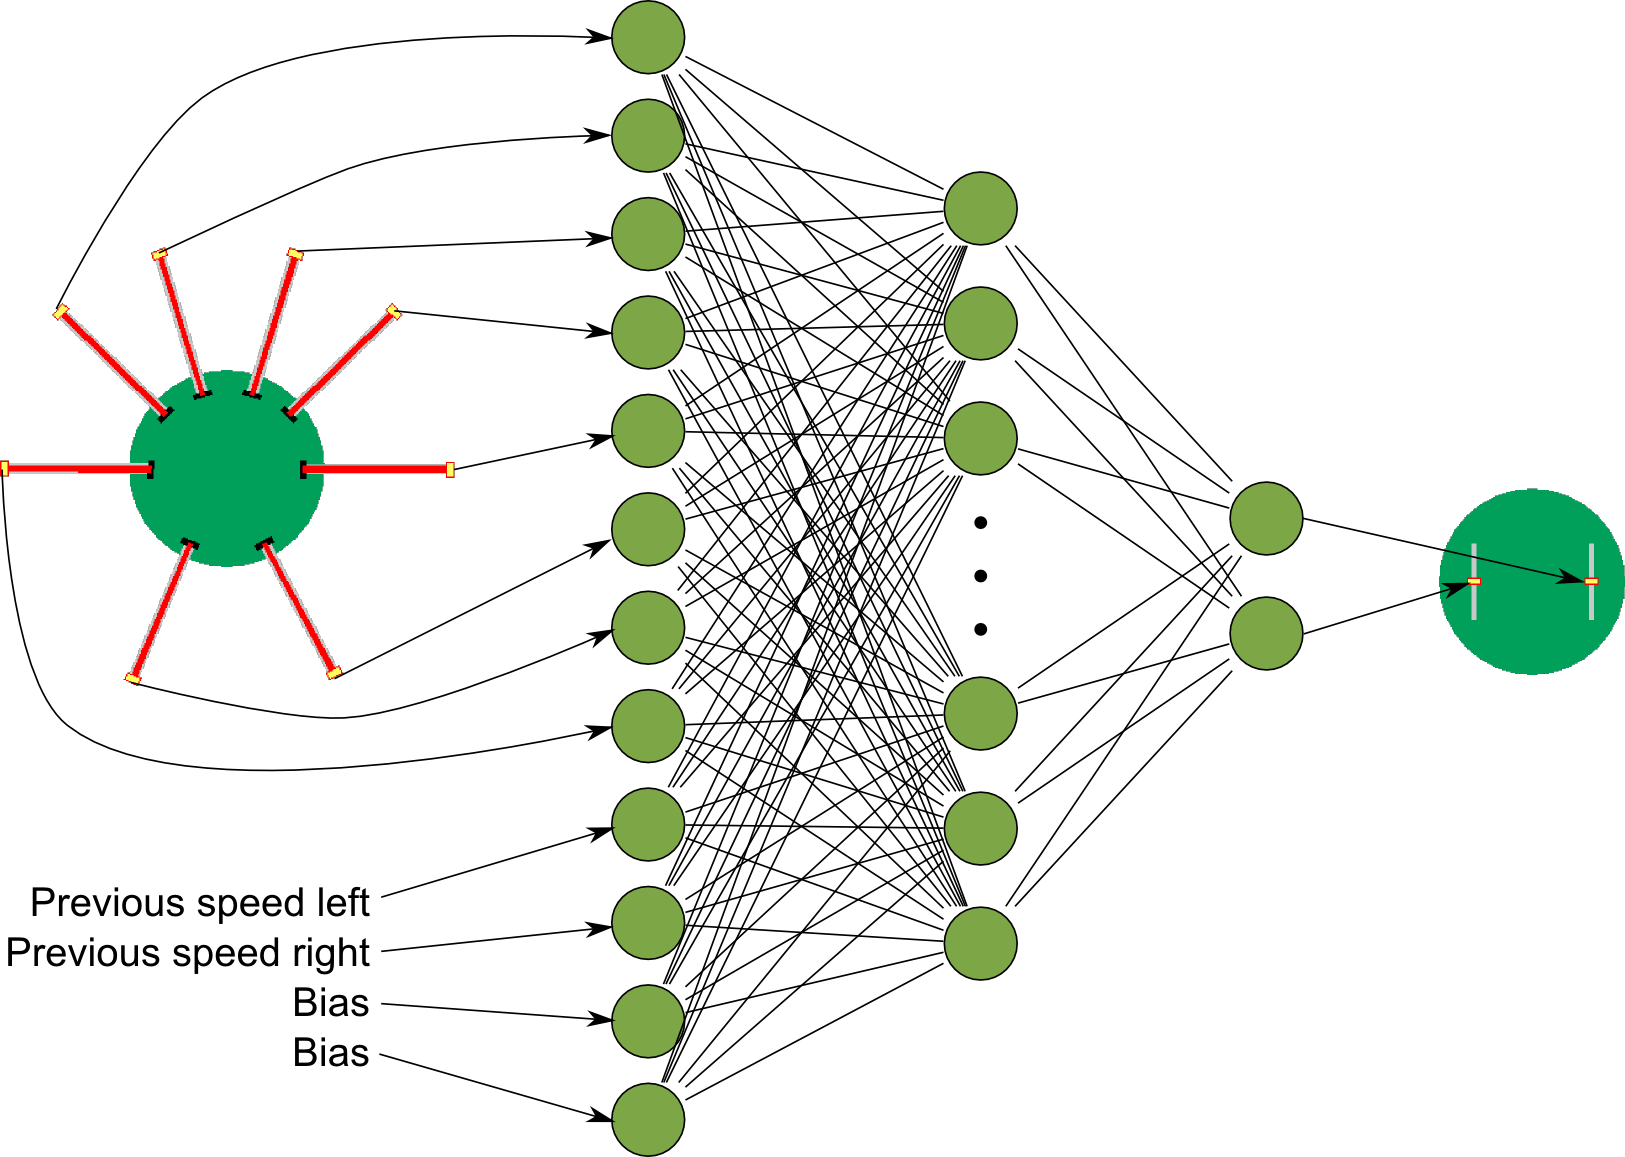 Previous speed left
Previous speed right
Bias
Bias